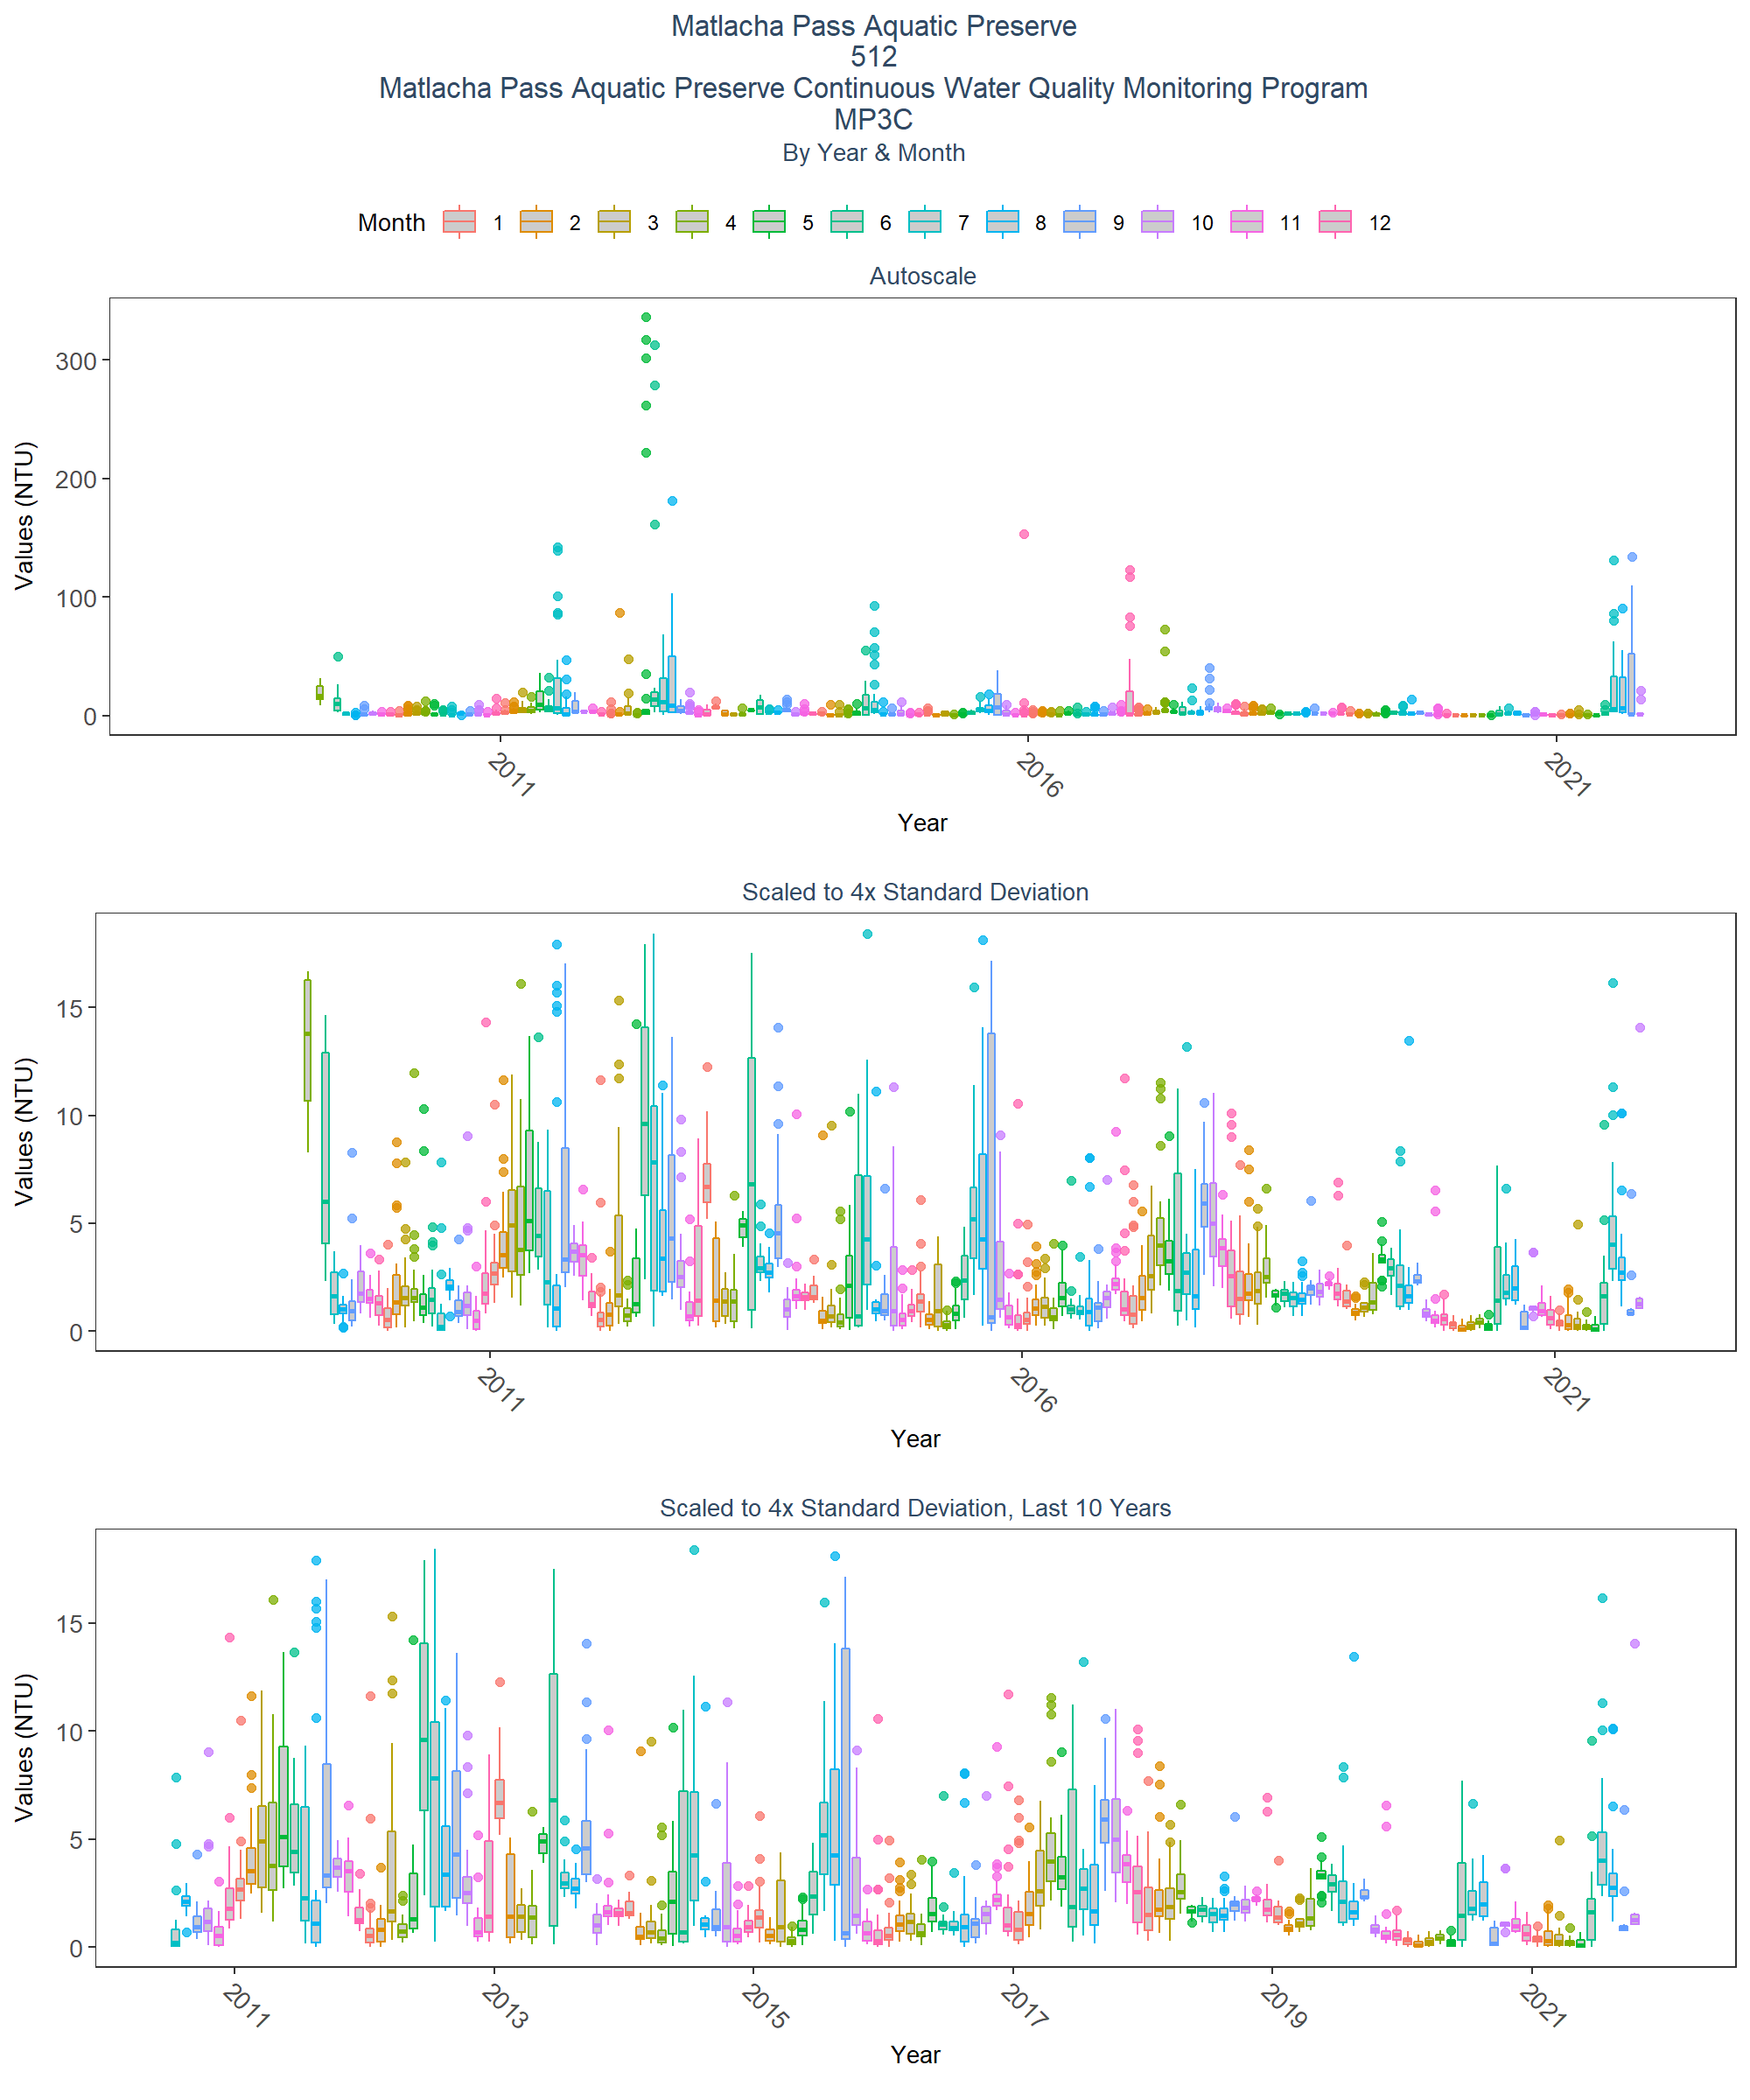 Matlacha Pass Aquatic Preserve
512
Matlacha Pass Aquatic Preserve Continuous Water Quality Monitoring Program
MP3C
By Year & Month
Month 1 2 3 4 5 6 7 8 9 10 11 12
Autoscale
Values (NTU)
300
200
100
0
2011 2016 2021
Year
Scaled to 4x Standard Deviation
Values (NTU)
15
10
5
0
2011 2016 2021
Year
Scaled to 4x Standard Deviation, Last 10 Years
Values (NTU)
15
10
5
0
2011 2013 2015 2017 2019 2021
Year